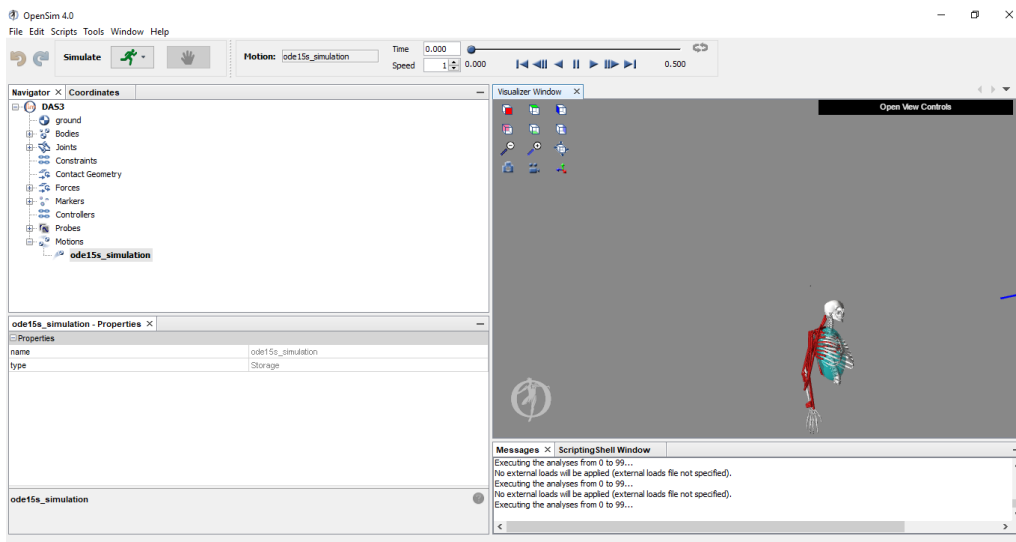 OpenSim 4.0
File Edit Scripts Tools Window Help
Simulate
Motion: ode15s_simulation
Time 0.000
Speed 1 0.000 0.500
Navigator Coordinates
DAS3
ground
Bodies
Joints
Constraints
Contact Geometry
Forces
Markers
Controllers
Probes
Motions
ode15s_simulation
ode15s_simulation - Properties
Properties
name ode15s_simulation
type Storage
ode15s_simulation
Visualizer Window
Open View Controls
Messages ScriptingShell Window
Executing the analyses from 0 to 99...
No external loads will be applied (external loads file not specified).
Executing the analyses from 0 to 99...
No external loads will be applied (external loads file not specified).
Executing the analyses from 0 to 99...